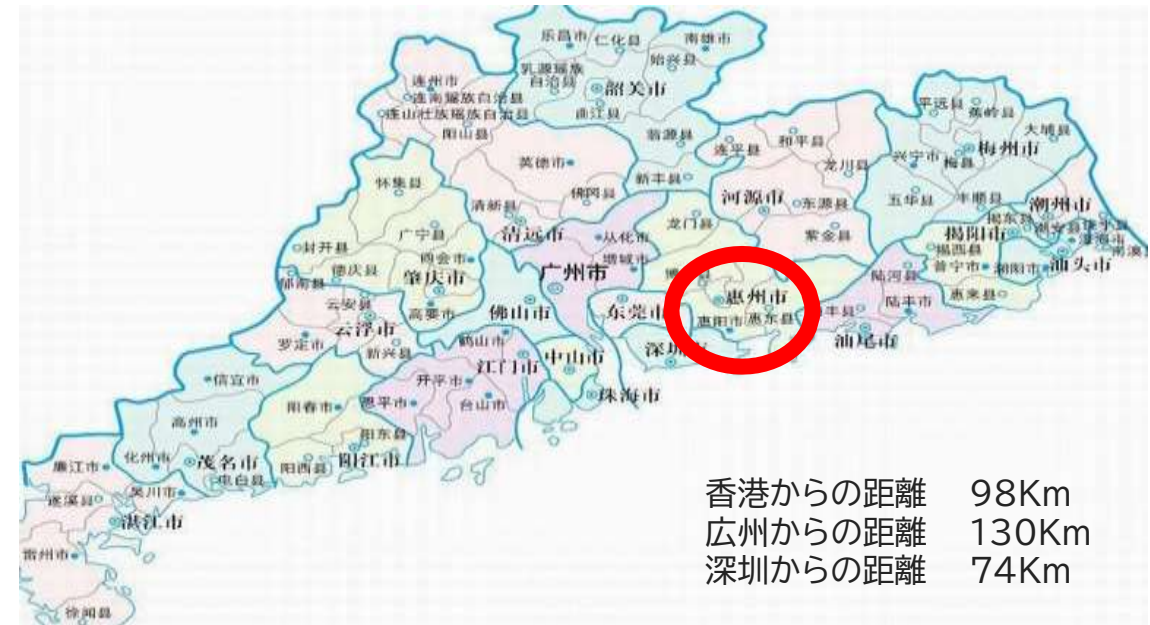 乐昌市
仁化县
南雄市
始兴县
乳源瑶族
自治县
韶关市
曲江县
连州市
连南瑶族自治县
连山壮族瑶族自治县
阳山县
翁源县
连平县
和平县
平远县
蕉岭县
大埔县
英德市
龙川县
兴宁市
梅县
梅州市
怀集县
佛冈县
新丰县
清新县
河源市
东源县
五华县
丰顺县
潮州市
广宁县
清远市
从化市
龙门县
紫金县
揭东县
揭阳市
潮安县
封开县
四会市
增城市
揭西县
德庆县
肇庆市
广州市
陆河县
普宁市
潮阳市
汕头市
郁南县
云安县
高要市
佛山市
东莞市
惠州市
陆丰市
惠来县
云浮市
惠阳市
惠东县
罗定市
新兴县
鹤山市
汕尾市
江门市
中山市
信宜市
开平市
珠海市
阳春市
恩平市
台山市
高州市
阳东县
廉江市
化州市
茂名市
阳西县
阳江市
电白县
遂溪县
吴川市
湛江市
雷州市
徐闻县
香港からの距離 98Km
広州からの距離 130Km
深圳からの距離 74Km